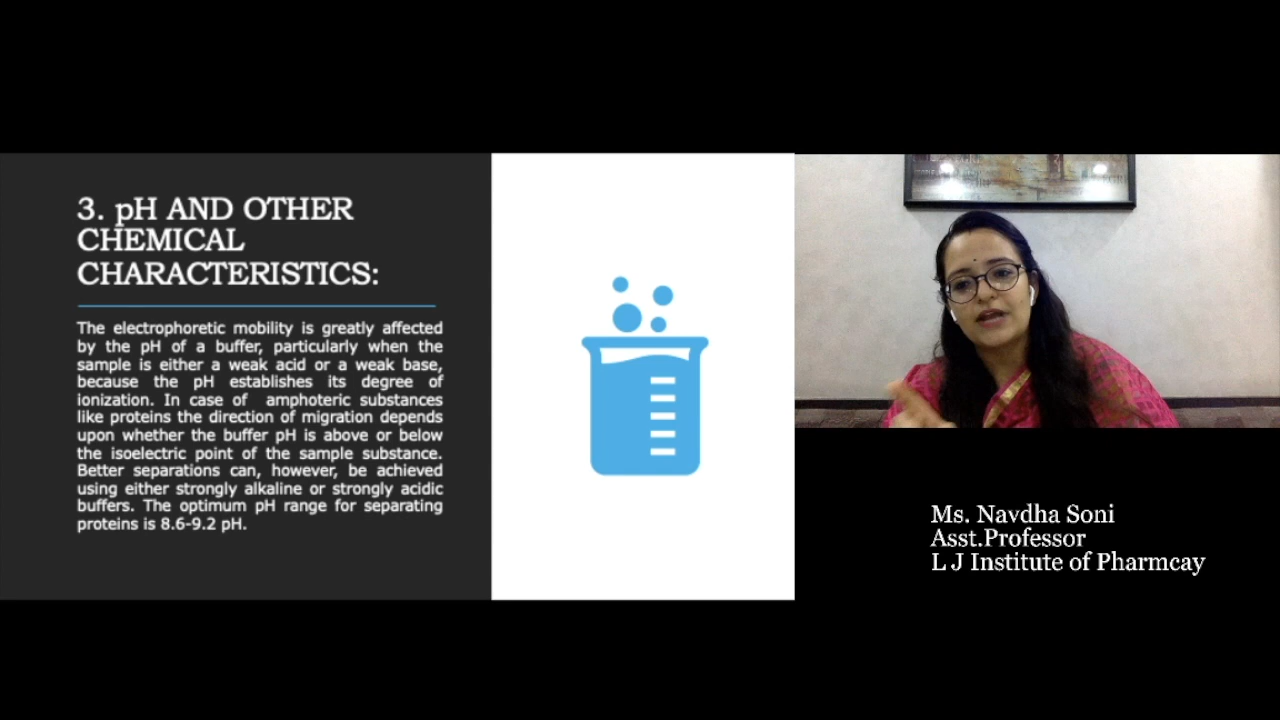 3. pH AND OTHER
CHEMICAL
CHARACTERISTICS:
The electrophoretic mobility is greatly affected
by the pH of a buffer, particularly when the
sample is either a weak acid or a weak base,
because the pH establishes its degree of
ionization. In case of amphoteric substances
like proteins the direction of migration depends
upon whether the buffer pH is above or below
the isoelectric point of the sample substance.
Better separations can, however, be achieved
using either strongly alkaline or strongly acidic
buffers. The optimum pH range for separating
proteins is 8.6-9.2 pH.
Ms. Navdha Soni
Asst.Professor
L J Institute of Pharmcay